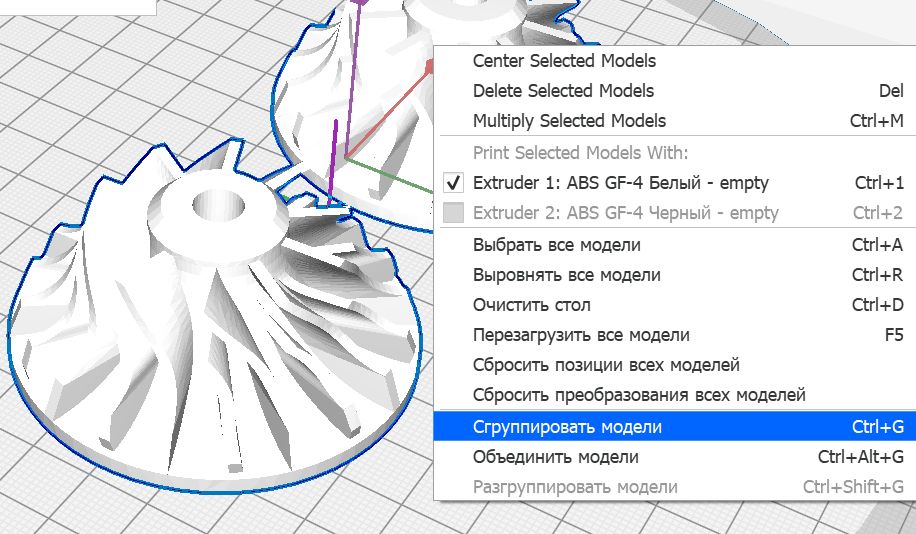 Center Selected Models
Delete Selected Models Del
Multiply Selected Models Ctrl+M
Print Selected Models With:
Extruder 1: ABS GF-4 Белый - empty Ctrl+1
Extruder 2: ABS GF-4 Черный - empty Ctrl+2
Выбрать все модели Ctrl+A
Выровнять все модели Ctrl+R
Очистить стол Ctrl+D
Перезагрузить все модели F5
Сбросить позиции всех моделей
Сбросить преобразования всех моделей
Сгруппировать модели Ctrl+G
Объединить модели Ctrl+Alt+G
Разгруппировать модели Ctrl+Shift+G